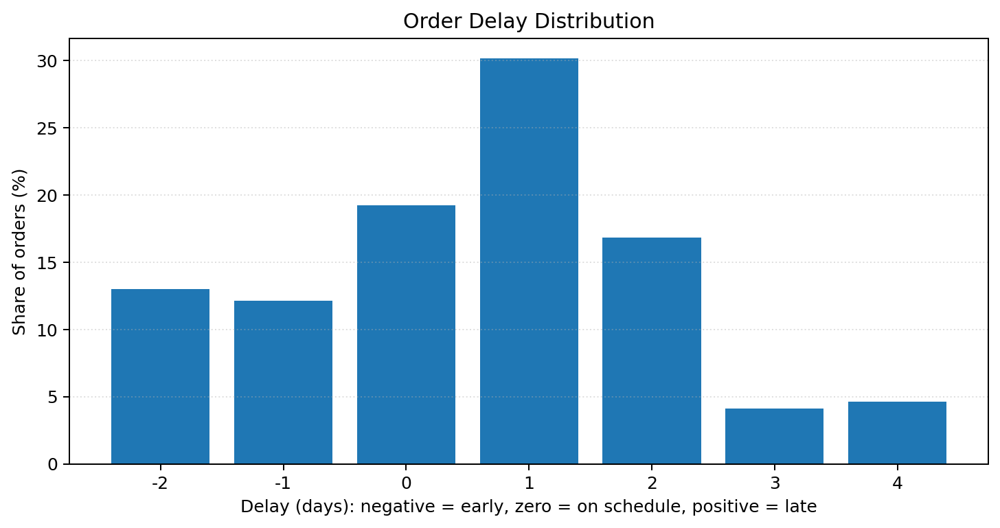 Order Delay Distribution
30
25
20
15
10
5
0
Share of orders (%)
-2 -1 0 1 2 3 4
Delay (days): negative = early, zero = on schedule, positive = late